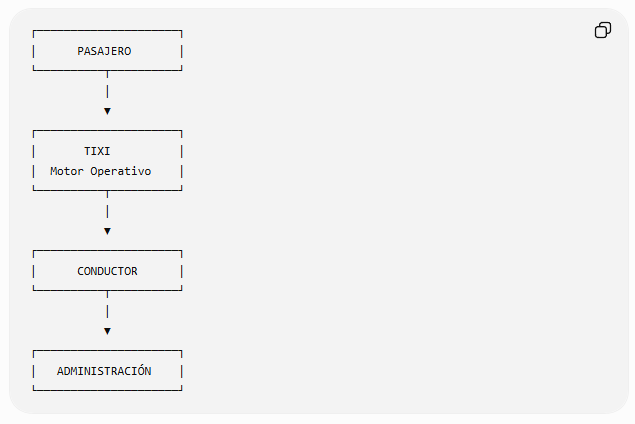 PASAJERO
TIXI
Motor Operativo
CONDUCTOR
ADMINISTRACIÓN